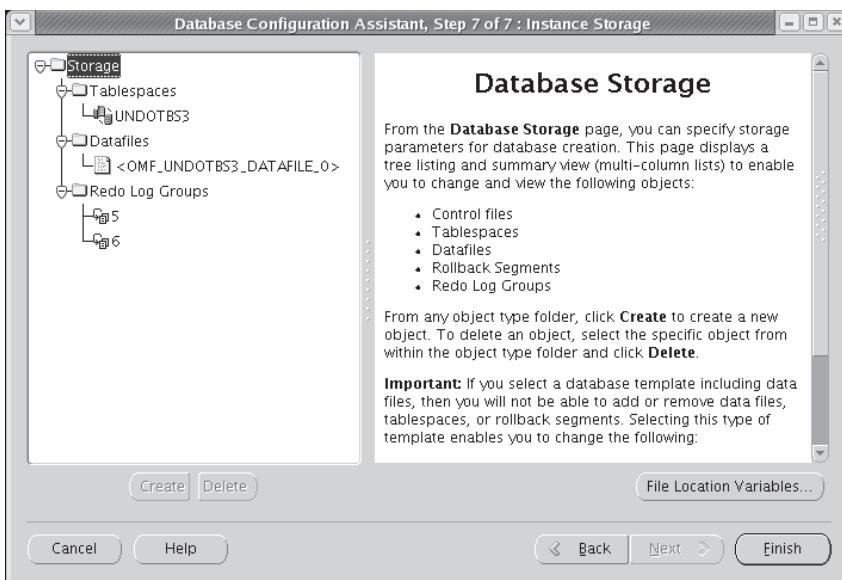 Database Configuration Assistant, Step 7 of 7 : Instance Storage
Storage
Tablespaces
UNDOTBS3
Datafiles
<OMF_UNDOTBS3_DATAFILE_0>
Redo Log Groups
5
6
Create
Delete
Database Storage
From the Database Storage page, you can specify storage
parameters for database creation. This page displays a
tree listing and summary view (multi-column lists) to enable
you to change and view the following objects:
• Control files
• Tablespaces
• Datafiles
• Rollback Segments
• Redo Log Groups
From any object type folder, click Create to create a new
object. To delete an object, select the specific object from
within the object type folder and click Delete.
Important: If you select a database template including data
files, then you will not be able to add or remove data files,
tablespaces, or rollback segments. Selecting this type of
template enables you to change the following:
File Location Variables...
Cancel
Help
Back
Next
Finish